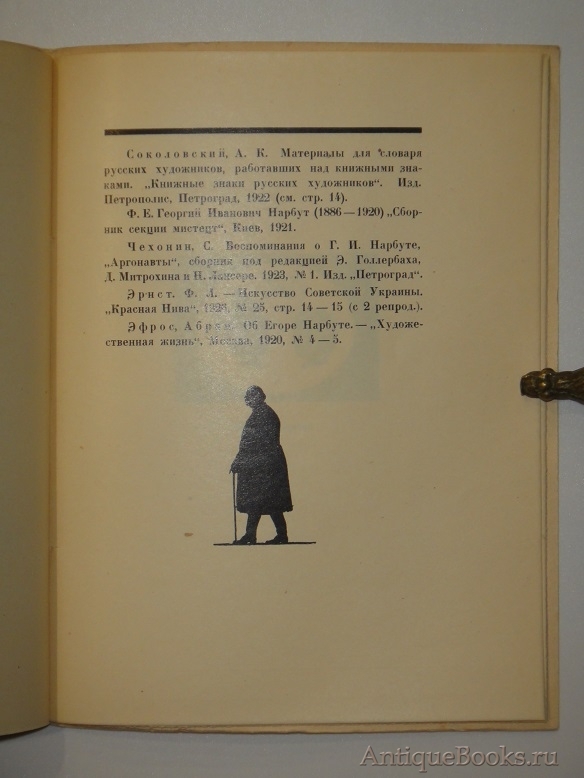 Соколовский, А. К. Материалы для словаря
русских художников, работавших над книжными зна-
ками. „Книжные знаки русских художников“. Изд.
Петрополис, Петроград, 1922 (см. стр. 14).
Ф. Е. Георгий Иванович Нарбут (1886—1920) „Сбор-
ник секции мистецт“, Киев, 1921.
Чехонин, С. Воспоминания о Г. И. Нарбуте,
„Аргонавты“, сборник под редакцией Э. Голлербаха,
Д. Митрохина и Н. Лансере. 1923, № 1. Изд. „Петроград“.
Эрнст, Ф. Л. — Искусство Советской Украины.
„Красная Нива“, № 25, стр. 14—15 (с 2 репрод.).
Эфрос, Абрам. Об Егоре Нарбуте. — „Художе-
ственная жизнь“, Москва, 1920, № 4—5.
AntiqueBooks.ru